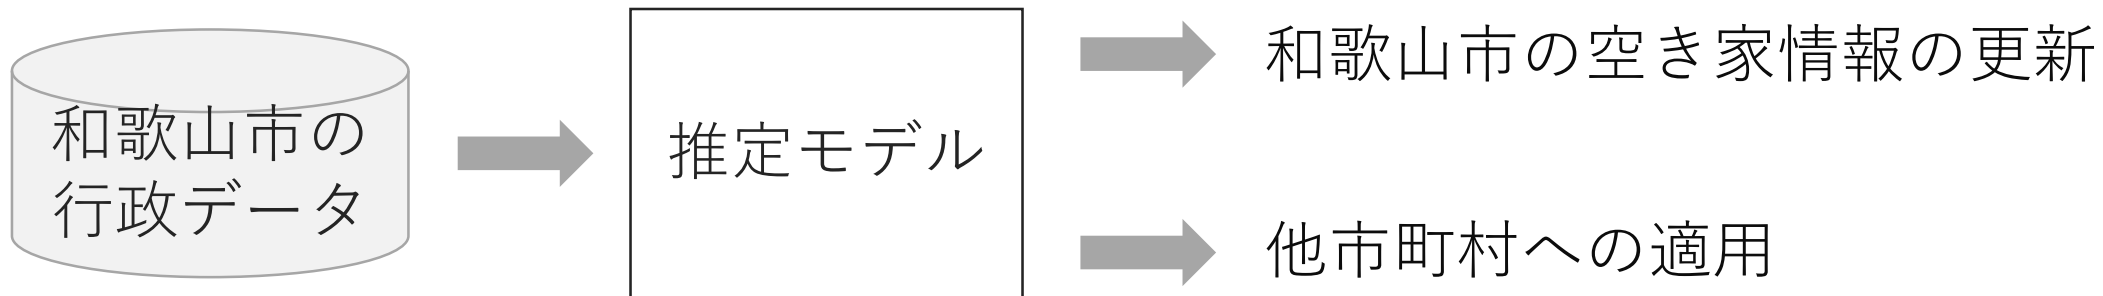 和歌山市の
行政データ
推定モデル
和歌山市の空き家情報の更新
他市町村への適用